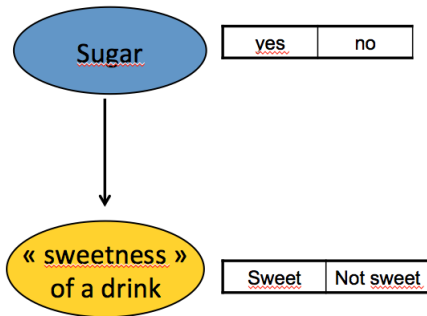 Sugar
yes no
« sweetness »
of a drink
Sweet Not sweet